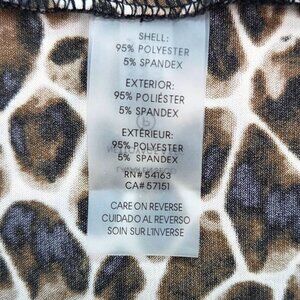 SHELL:
95% POLYESTER
5% SPANDEX
EXTERIOR:
95% POLIÉSTER
5% SPANDEX
EXTÉRIEUR:
95% POLYESTER
5% SPANDEX
RN# 54163
CA# 57151
CARE ON REVERSE
CUIDADO AL REVERSO
SOIN SUR L'INVERSE